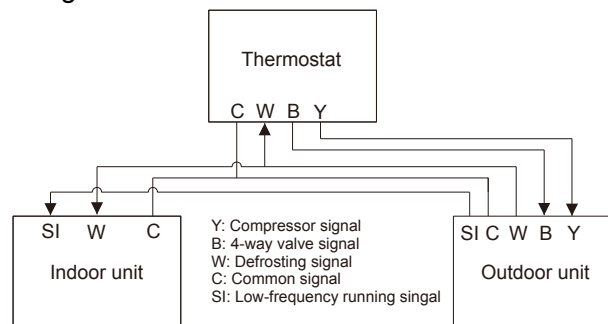 Thermostat
C W B Y
SI W C
Indoor unit
Y: Compressor signal
B: 4-way valve signal
W: Defrosting signal
C: Common signal
SI: Low-frequency running singal
SI C W B Y
Outdoor unit